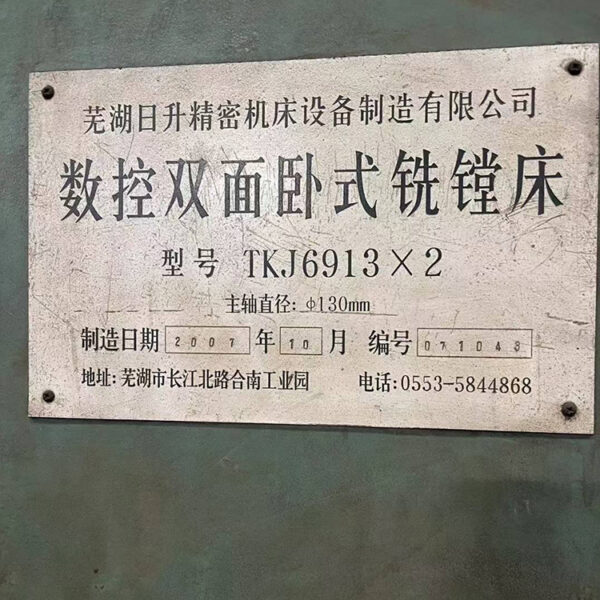 芜湖日升精密机床设备制造有限公司
数控双面卧式铣镗床
型号 TKJ6913×2
主轴直径: Φ130mm
制造日期 2007 年 10 月 编号 071048
地址: 芜湖市长江北路合南工业园 电话: 0553-5844868